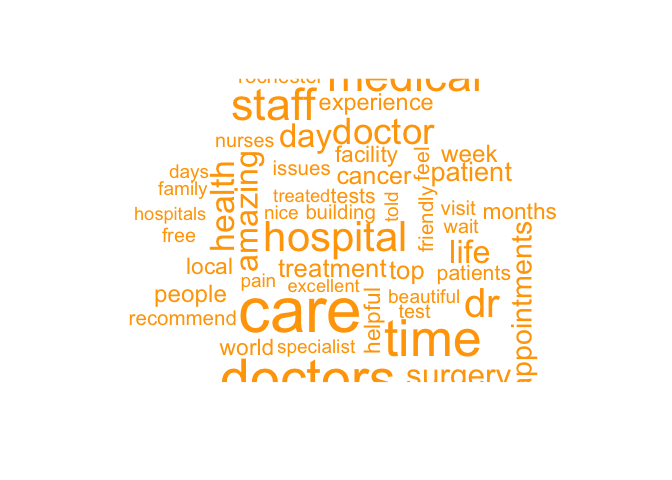 rochester medical
staff experience
nurses day doctor
facility feel week
days issues cancer patient
family health amazing treated tests told friendly visit months
hospitals nice building
free hospital wait
local treatment top life patients
pain excellent
people care helpful beautiful dr appointments
recommend test
world specialist time
doctors surgery